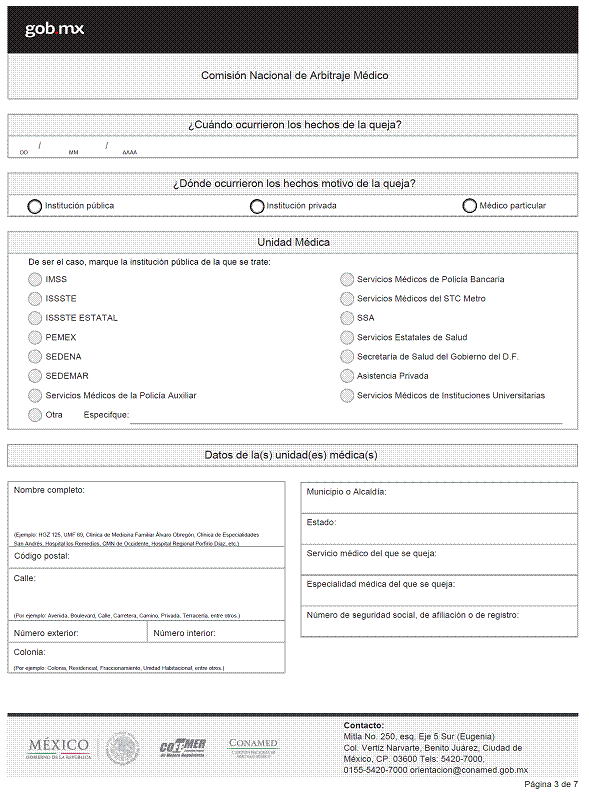 gob.mx
Comisión Nacional de Arbitraje Médico
¿Cuándo ocurrieron los hechos de la queja?
/ /
DD MM AAAA
¿Dónde ocurrieron los hechos motivo de la queja?
Institución pública Institución privada Médico particular
Unidad Médica
De ser el caso, marque la institución pública de la que se trate:
IMSS Servicios Médicos de Policía Bancaria
ISSSTE Servicios Médicos del STC Metro
ISSSTE ESTATAL SSA
PEMEX Servicios Estatales de Salud
SEDENA Secretaría de Salud del Gobierno del D.F.
SEDEMAR Asistencia Privada
Servicios Médicos de la Policía Auxiliar Servicios Médicos de Instituciones Universitarias
Otra Especifque:
Datos de la(s) unidad(es) médica(s)
Nombre completo:
(Ejemplo: HGZ 125, UMF 89, Clínica de Medicina Familiar Álvaro Obregón, Clínica de Especialidades
San Andrés, Hospital los Remedios, CMN de Occidente, Hospital Regional Porfirio Díaz, etc.)
Código postal:
Calle:
(Por ejemplo: Avenida, Boulevard, Calle, Carretera, Camino, Privada, Terracería, entre otros.)
Número exterior: Número interior:
Colonia:
(Por ejemplo: Colonia, Residencial, Fraccionamiento, Unidad Habitacional, entre otros.)
Municipio o Alcaldía:
Estado:
Servicio médico del que se queja:
Especialidad médica del que se queja:
Número de seguridad social, de afiliación o de registro:
MÉXICO
GOBIERNO DE LA REPÚBLICA
de Mejora Regulatoria
CONAMED
COMISIÓN NACIONAL DE
ARBITRAJE MÉDICO
Contacto:
Mitla No. 250, esq. Eje 5 Sur (Eugenia)
Col. Vertiz Narvarte, Benito Juárez, Ciudad de
México, CP. 03600 Tels: 5420-7000,
0155-5420-7000 orientacion@conamed.gob.mx
Página 3 de 7